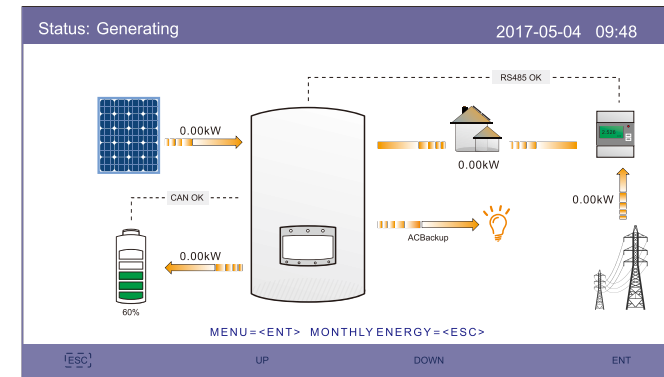 Status: Generating
2017-05-04 09:48
RS485 OK
0.00kW
0.00kW
CAN OK
0.00kW
0.00kW
ACBackup
60%
MENU=<ENT> MONTHLY ENERGY=<ESC>
ESC UP DOWN ENT